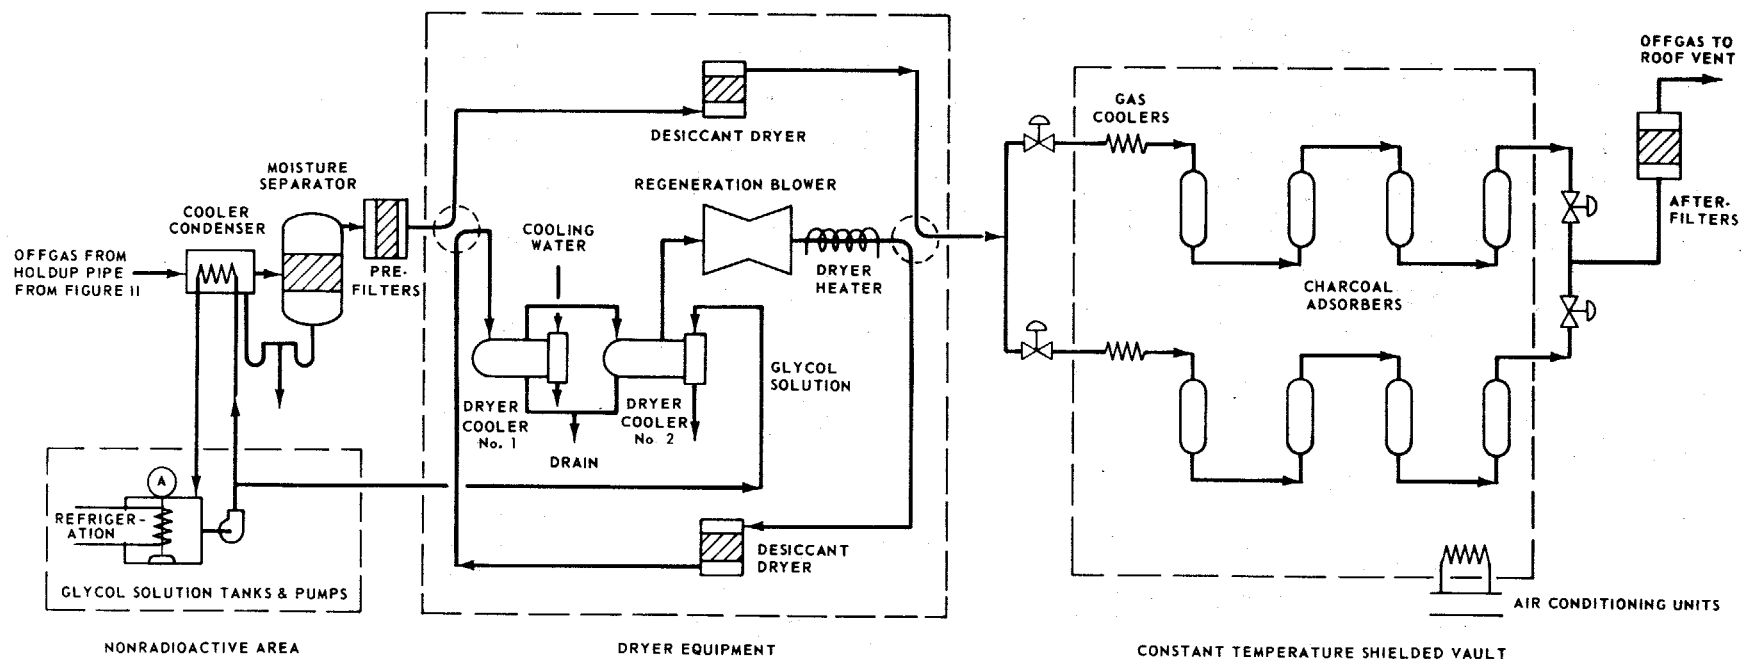 OFFGAS FROM
HOLDUP PIPE
FROM FIGURE 11
COOLER
CONDENSER
MOISTURE
SEPARATOR
PRE-
FILTERS
A
REFRIGER-
ATION
GLYCOL SOLUTION TANKS & PUMPS
NONRADIOACTIVE AREA
DESICCANT DRYER
REGENERATION BLOWER
COOLING
WATER
DRYER
HEATER
DRYER
COOLER
No. 1
DRYER
COOLER
No 2
DRAIN
GLYCOL
SOLUTION
DESICCANT
DRYER
DRYER EQUIPMENT
GAS
COOLERS
CHARCOAL
ADSORBERS
OFFGAS TO
ROOF VENT
AFTER-
FILTERS
AIR CONDITIONING UNITS
CONSTANT TEMPERATURE SHIELDED VAULT